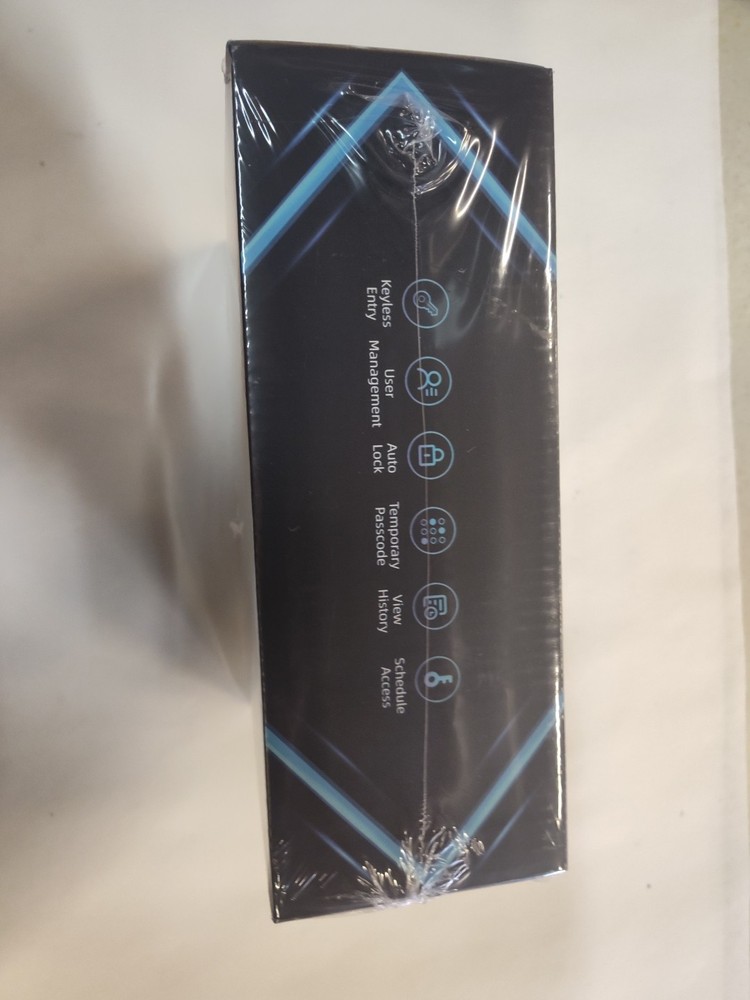 Keyless
Entry
User
Management
Auto
Lock
Temporary
Passcode
View
History
Schedule
Access